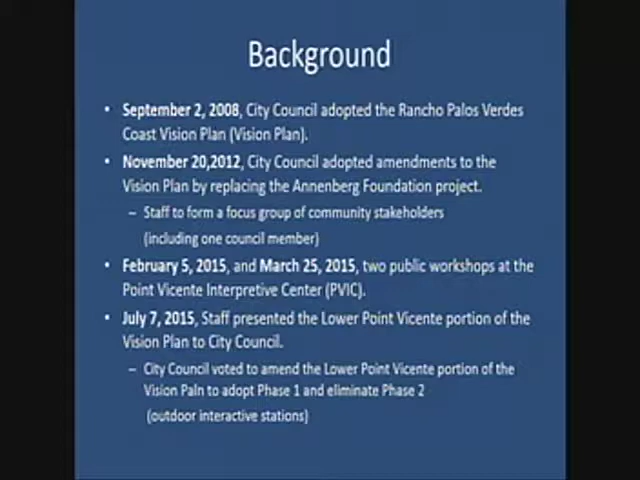 Background
• September 2, 2008, City Council adopted the Rancho Palos Verdes
Coast Vision Plan (Vision Plan).
• November 20,2012, City Council adopted amendments to the
Vision Plan by replacing the Annenberg Foundation project.
– Staff to form a focus group of community stakeholders
(including one council member)
• February 5, 2015, and March 25, 2015, two public workshops at the
Point Vicente Interpretive Center (PVIC).
• July 7, 2015, Staff presented the Lower Point Vicente portion of the
Vision Plan to City Council.
– City Council voted to amend the Lower Point Vicente portion of the
Vision Paln to adopt Phase 1 and eliminate Phase 2
(outdoor interactive stations)